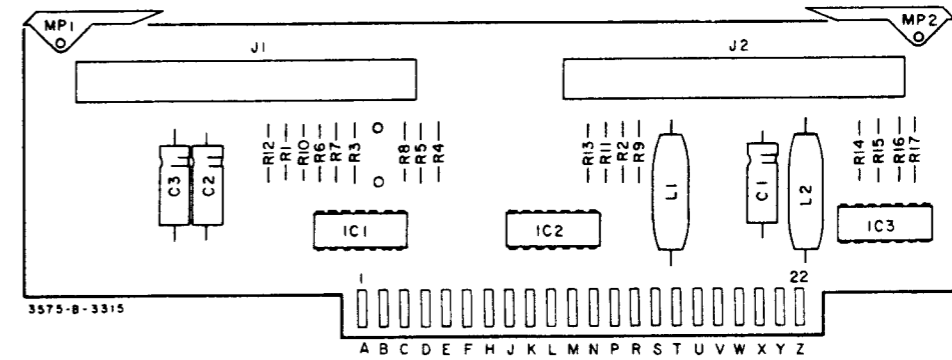 MP1 MP2
J1 J2
R12 R1 R10 R6 R7 R3 R8 R5 R4 R13 R11 R2 R9 R14 R15 R16 R17
C3 C2 L1 C1 L2
IC1 IC2 IC3
1 22
3575-B-3315
A B C D E F H J K L M N P R S T U V W X Y Z